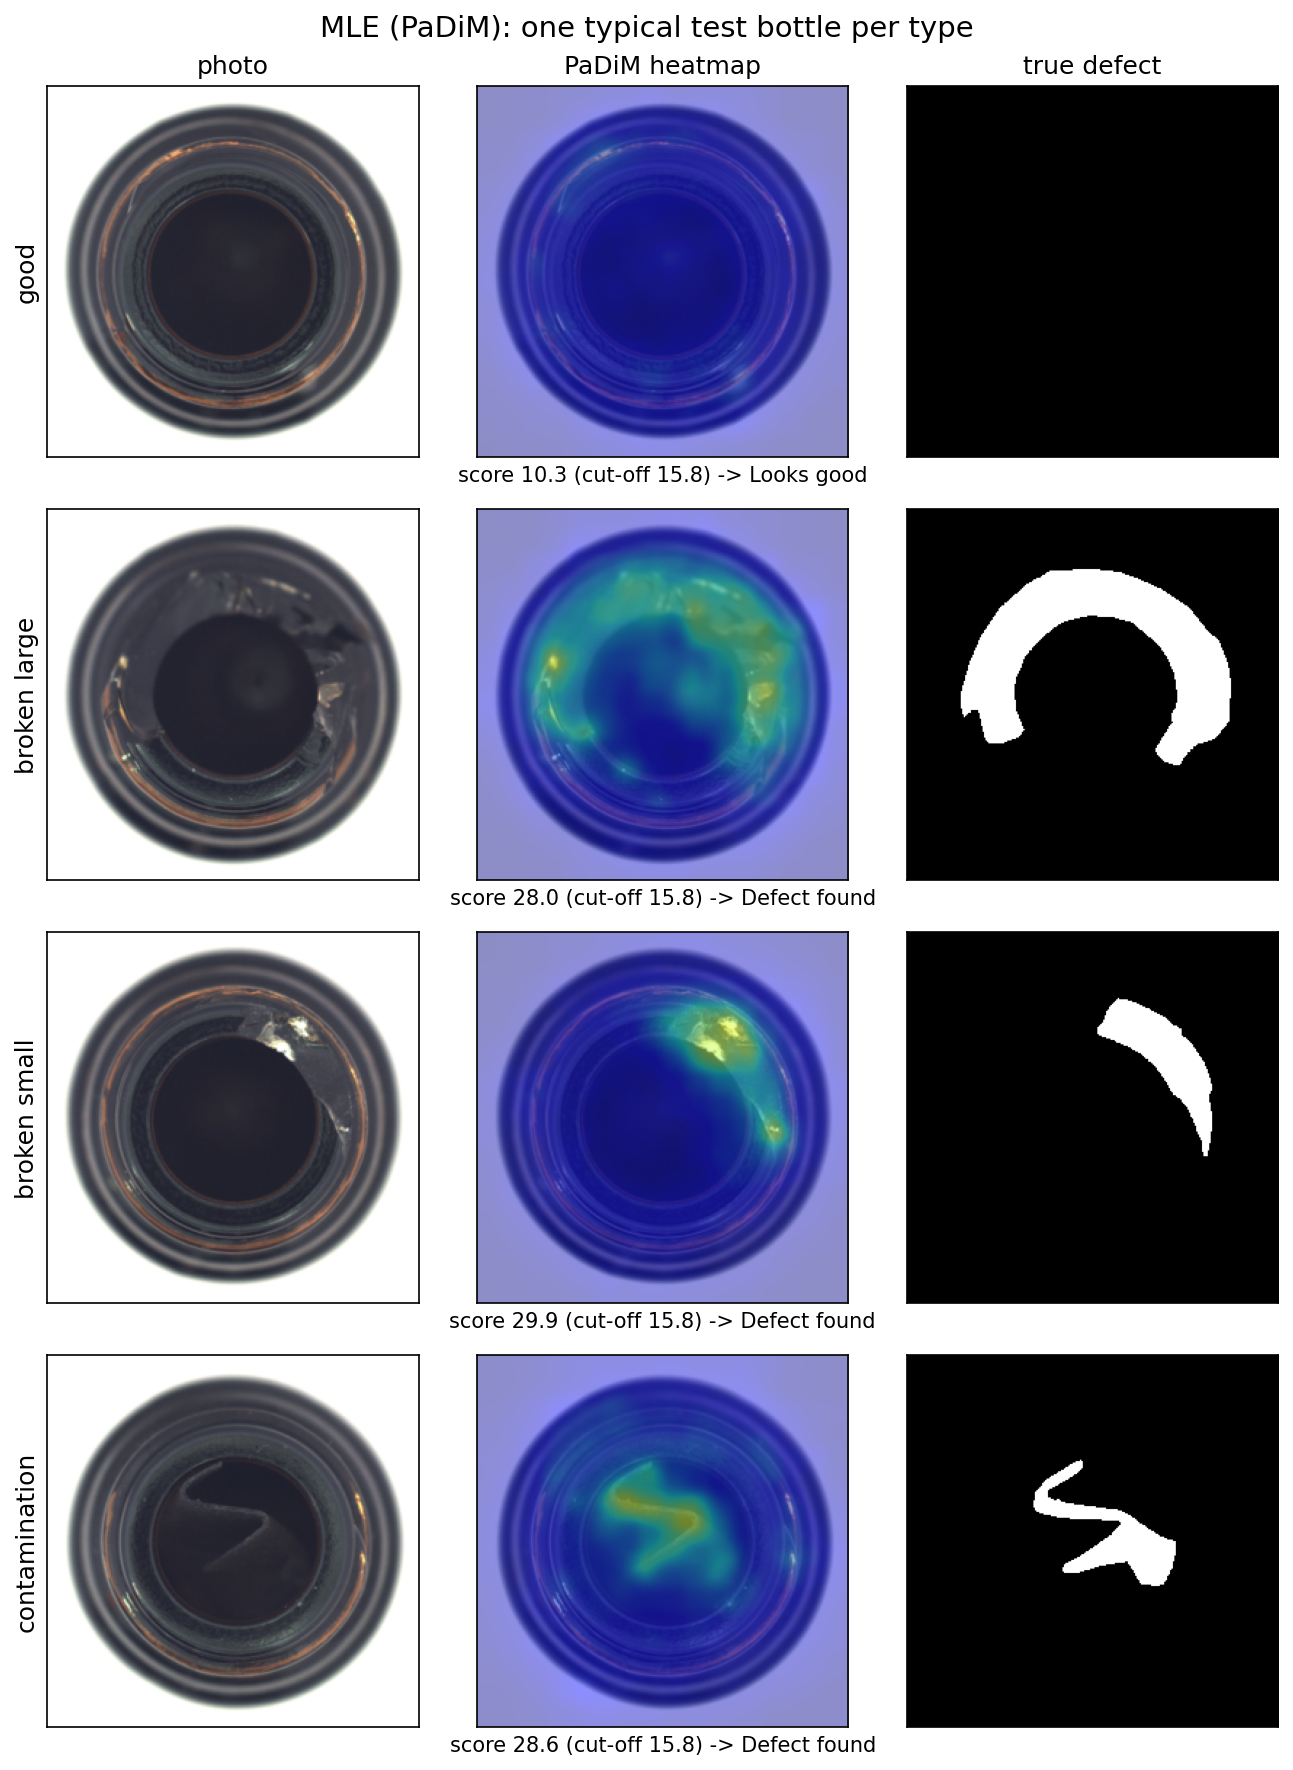 MLE (PaDiM): one typical test bottle per type
photo
PaDiM heatmap
true defect
good
score 10.3 (cut-off 15.8) -> Looks good
broken large
score 28.0 (cut-off 15.8) -> Defect found
broken small
score 29.9 (cut-off 15.8) -> Defect found
contamination
score 28.6 (cut-off 15.8) -> Defect found